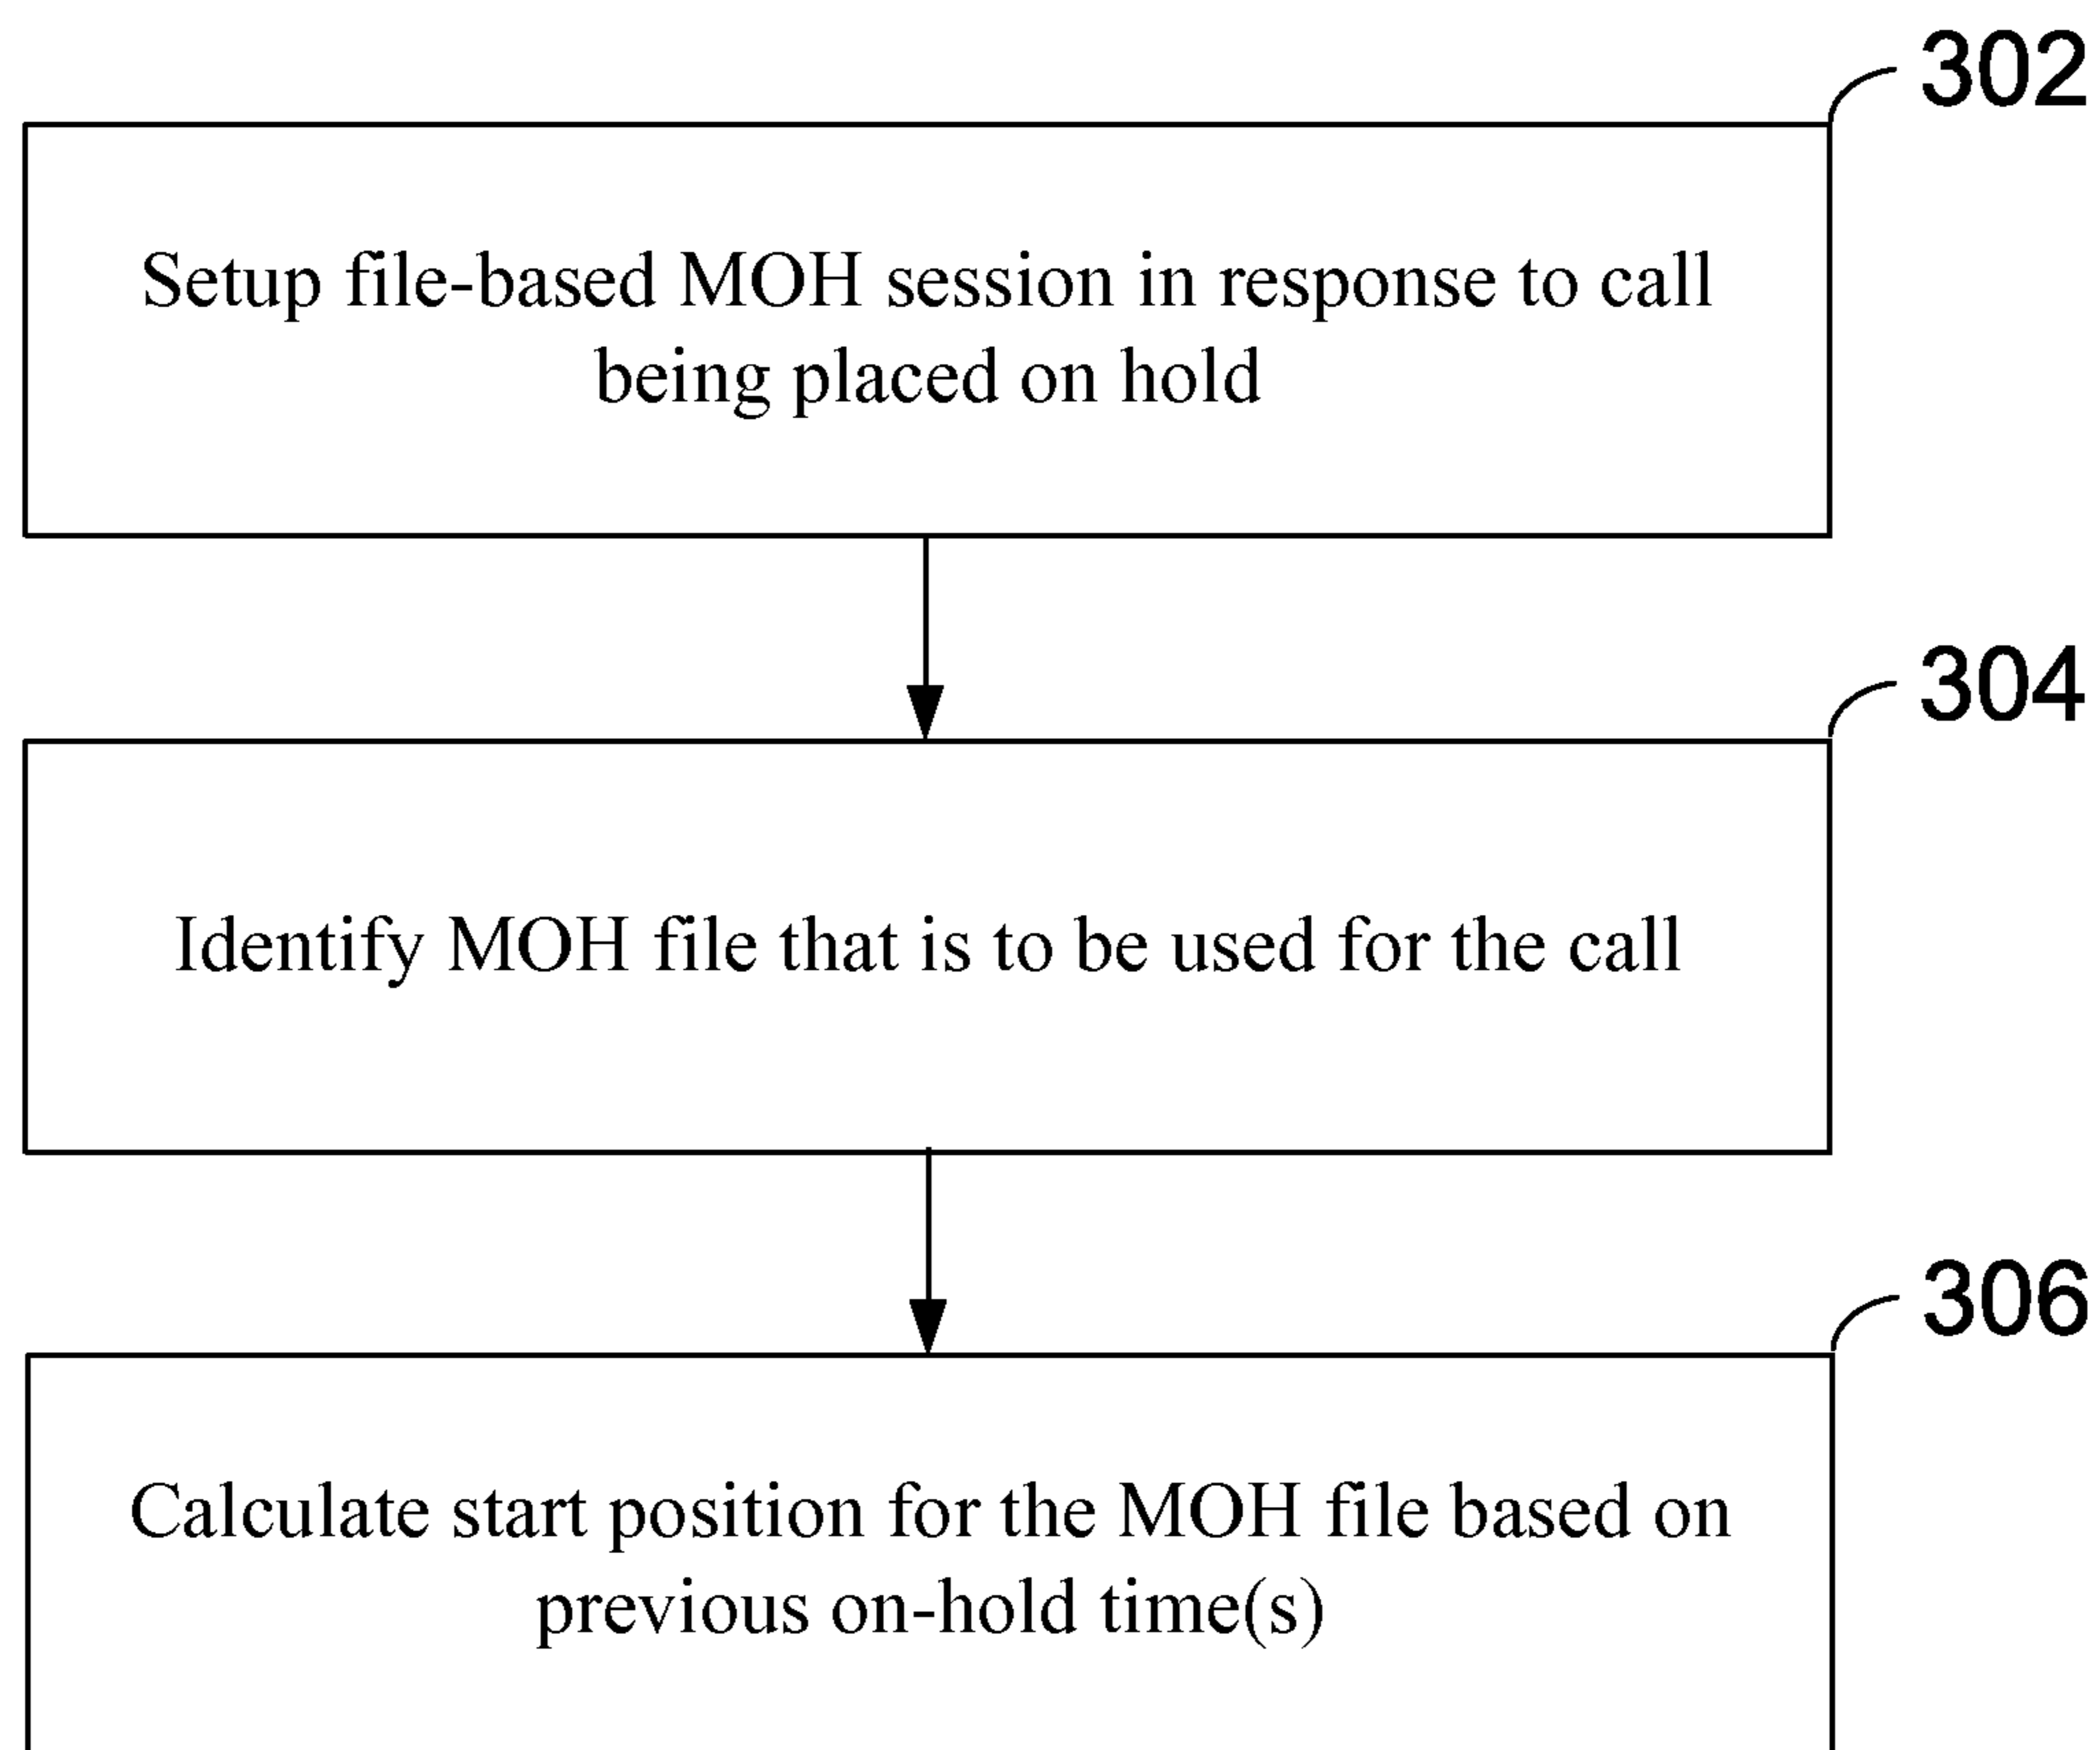 302
Setup file-based MOH session in response to call
being placed on hold
304
Identify MOH file that is to be used for the call
306
Calculate start position for the MOH file based on
previous on-hold time(s)